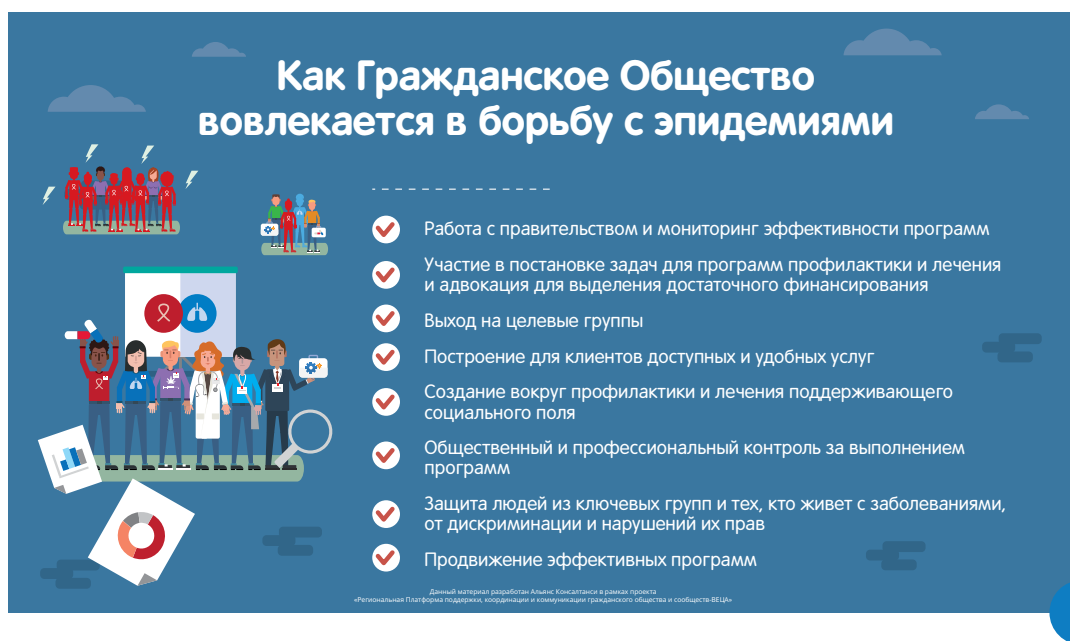 Как Гражданское Общество
вовлекается в борьбу с эпидемиями
Работа с правительством и мониторинг эффективности программ
Участие в постановке задач для программ профилактики и лечения
и адвокация для выделения достаточного финансирования
Выход на целевые группы
Построение для клиентов доступных и удобных услуг
Создание вокруг профилактики и лечения поддерживающего
социального поля
Общественный и профессиональный контроль за выполнением
программ
Защита людей из ключевых групп и тех, кто живет с заболеваниями,
от дискриминации и нарушений их прав
Продвижение эффективных программ
Данный материал разработан Альянс Консалтанси в рамках проекта
«Региональная Платформа поддержки, координации и коммуникации гражданского общества и сообществ-ВЕЦА»